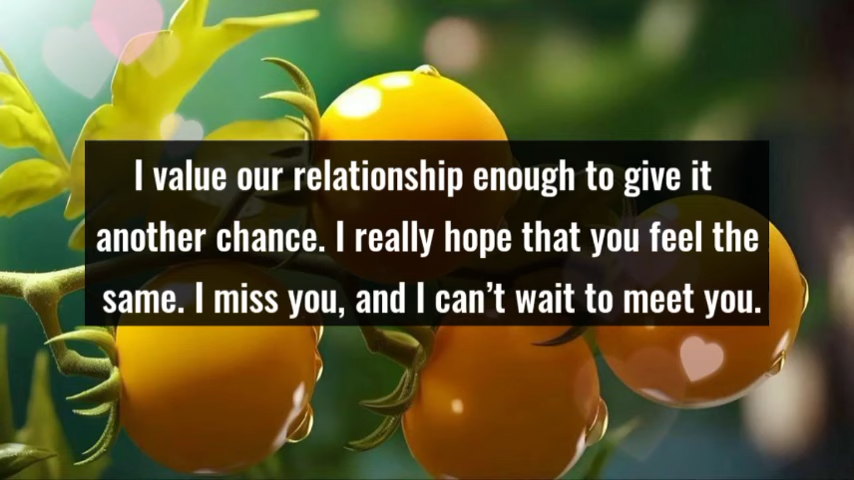 I value our relationship enough to give it
another chance. I really hope that you feel the
same. I miss you, and I can’t wait to meet you.